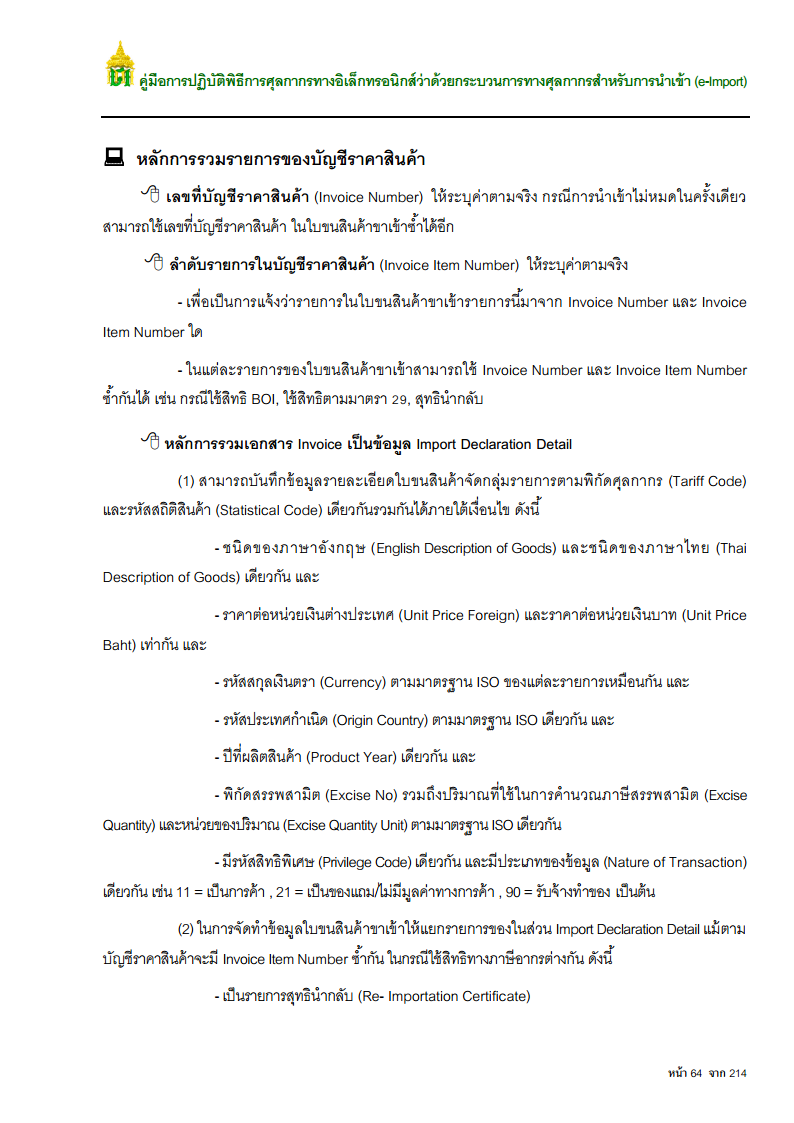 คู่มือการปฏิบัติพิธีการศุลกากรทางอิเล็กทรอนิกส์ว่าด้วยกระบวนการทางศุลกากรสำหรับการนำเข้า (e-Import)
หลักการรวมรายการของบัญชีราคาสินค้า
เลขที่บัญชีราคาสินค้า (Invoice Number) ให้ระบุค่าตามจริง กรณีการนำเข้าไม่หมดในครั้งเดียว
สามารถใช้เลขที่บัญชีราคาสินค้า ในใบขนสินค้าขาเข้าซ้ำได้อีก
ลำดับรายการในบัญชีราคาสินค้า (Invoice Item Number) ให้ระบุค่าตามจริง
- เพื่อเป็นการแจ้งว่ารายการในใบขนสินค้าขาเข้ารายการนี้มาจาก Invoice Number และ Invoice
Item Number ใด
- ในแต่ละรายการของใบขนสินค้าขาเข้าสามารถใช้ Invoice Number และ Invoice Item Number
ซ้ำกันได้ เช่น กรณีใช้สิทธิ BOI, ใช้สิทธิตามมาตรา 29, สุทธินำกลับ
หลักการรวมเอกสาร Invoice เป็นข้อมูล Import Declaration Detail
(1) สามารถบันทึกข้อมูลรายละเอียดใบขนสินค้าจัดกลุ่มรายการตามพิกัดศุลกากร (Tariff Code)
และรหัสสถิติสินค้า (Statistical Code) เดียวกันรวมกันได้ภายใต้เงื่อนไข ดังนี้
- ชนิดของภาษาอังกฤษ (English Description of Goods) และชนิดของภาษาไทย (Thai
Description of Goods) เดียวกัน และ
- ราคาต่อหน่วยเงินต่างประเทศ (Unit Price Foreign) และราคาต่อหน่วยเงินบาท (Unit Price
Baht) เท่ากัน และ
- รหัสสกุลเงินตรา (Currency) ตามมาตรฐาน ISO ของแต่ละรายการเหมือนกัน และ
- รหัสประเทศกำเนิด (Origin Country) ตามมาตรฐาน ISO เดียวกัน และ
- ปีที่ผลิตสินค้า (Product Year) เดียวกัน และ
- พิกัดสรรพสามิต (Excise No) รวมถึงปริมาณที่ใช้ในการคำนวณภาษีสรรพสามิต (Excise
Quantity) และหน่วยของปริมาณ (Excise Quantity Unit) ตามมาตรฐาน ISO เดียวกัน
- มีรหัสสิทธิพิเศษ (Privilege Code) เดียวกัน และมีประเภทของข้อมูล (Nature of Transaction)
เดียวกัน เช่น 11 = เป็นการค้า , 21 = เป็นของแถม/ไม่มีมูลค่าทางการค้า , 90 = รับจ้างทำของ เป็นต้น
(2) ในการจัดทำข้อมูลใบขนสินค้าขาเข้าให้แยกรายการของในส่วน Import Declaration Detail แม้ตาม
บัญชีราคาสินค้าจะมี Invoice Item Number ซ้ำกัน ในกรณีใช้สิทธิทางภาษีอากรต่างกัน ดังนี้
- เป็นรายการสุทธินำกลับ (Re- Importation Certificate)
หน้า 64 จาก 214